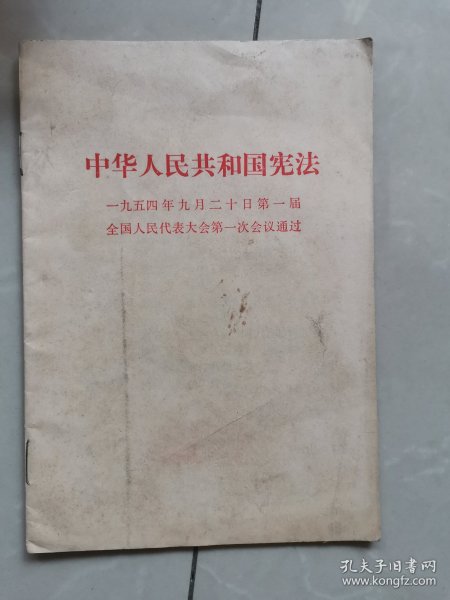 中华人民共和国宪法
一九五四年九月二十日第一届
全国人民代表大会第一次会议通过
孔夫子旧书网
www.kongfz.com